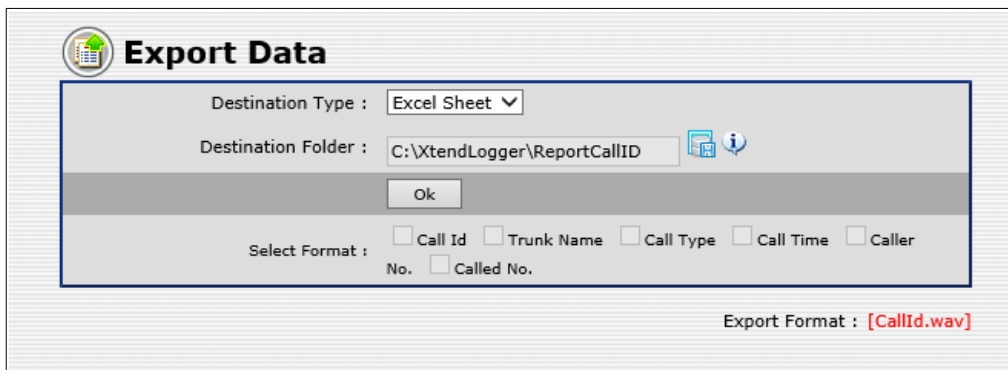 Export Data
Destination Type : Excel Sheet
Destination Folder : C:\XtendLogger\ReportCallID
Ok
Select Format : Call Id Trunk Name Call Type Call Time Caller
No. Called No.
Export Format : [CallId.wav]